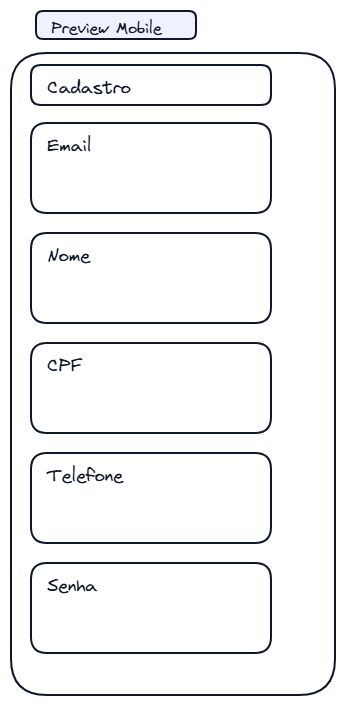 Preview Mobile
Cadastro
Email
Nome
CPF
Telefone
Senha